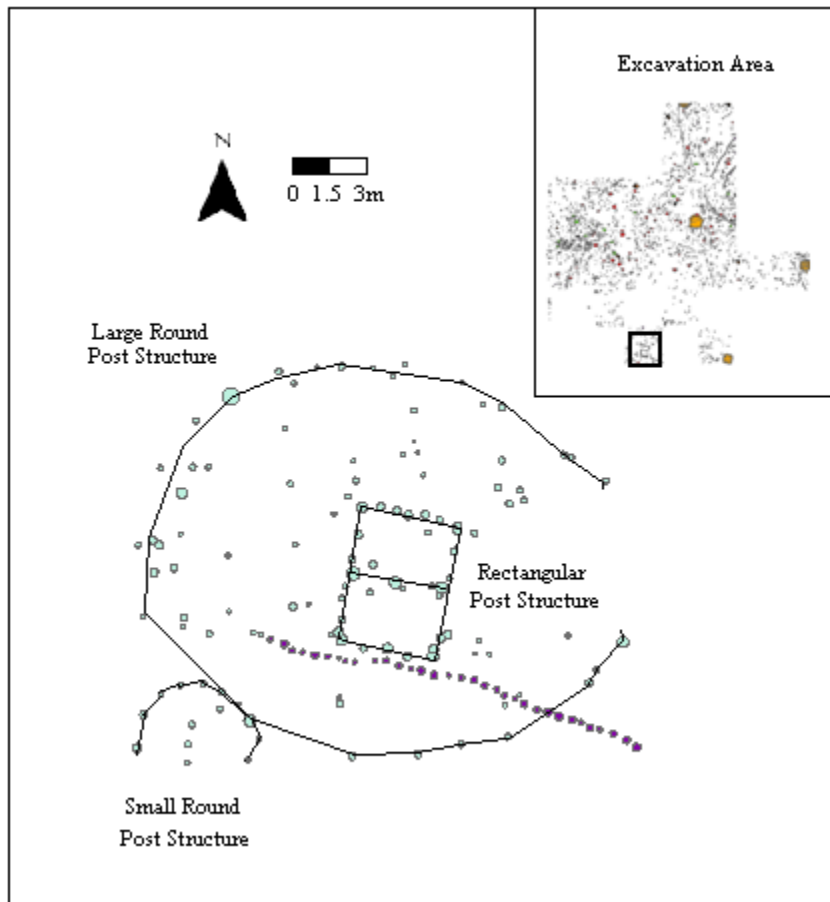 Excavation Area
N
0 1.5 3m
Large Round
Post Structure
Rectangular
Post Structure
Small Round
Post Structure